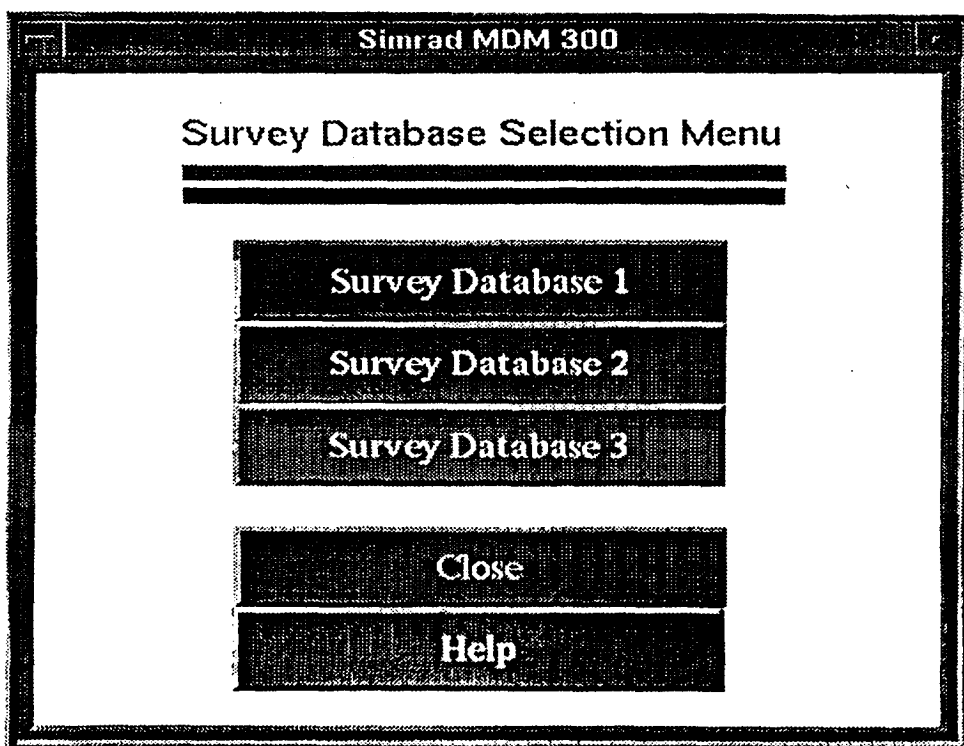 Simrad MDM 300
Survey Database Selection Menu
Survey Database 1
Survey Database 2
Survey Database 3
Close
Help